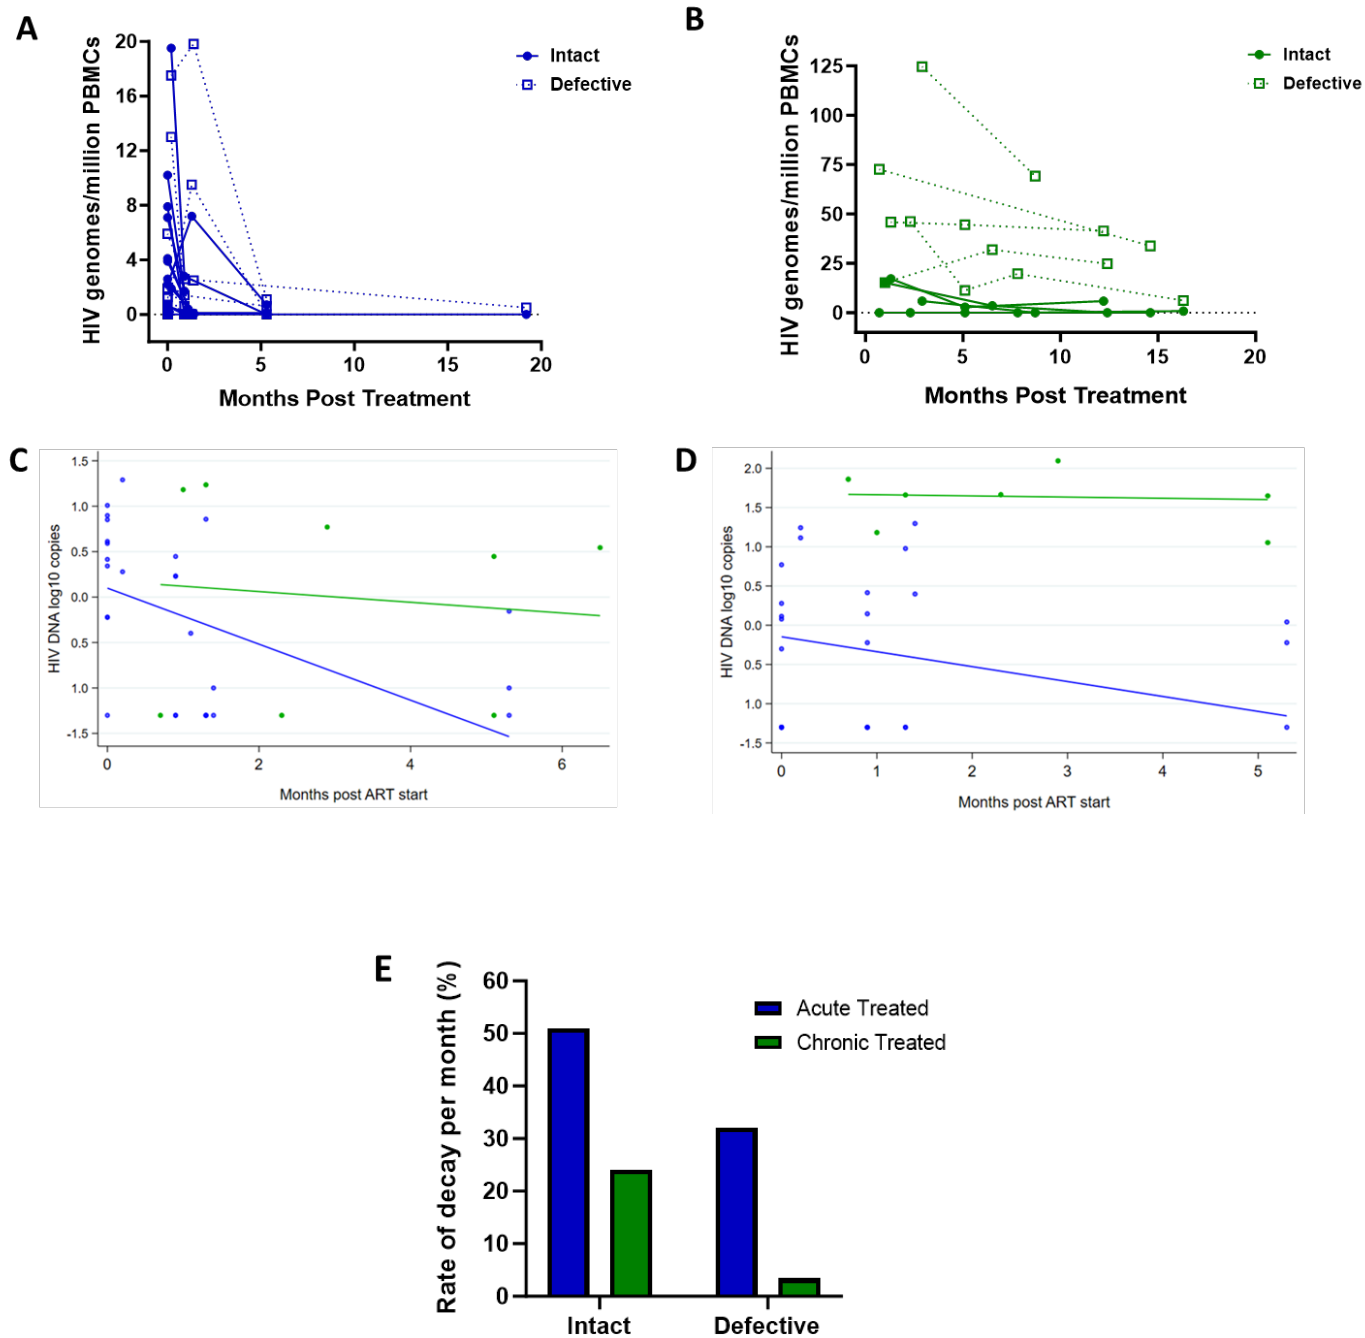 A
HIV genomes/million PBMCs
20
16
12
8
4
0
0 5 10 15 20
Months Post Treatment
Intact
Defective
B
HIV genomes/million PBMCs
125
100
75
50
25
0
0 5 10 15 20
Months Post Treatment
Intact
Defective
C
HIV DNA log10 copies
1.5
1.0
0.5
0.0
0.5
1.0
-1.5
0 2 4 6
Months post ART start
D
HIV DNA log10 copies
2.0
1.5
1.0
0.5
0.0
0.5
1.0
-1.5
0 1 2 3 4 5
Months post ART start
E
Rate of decay per month (%)
60
50
40
30
20
10
0
Intact Defective
Acute Treated
Chronic Treated